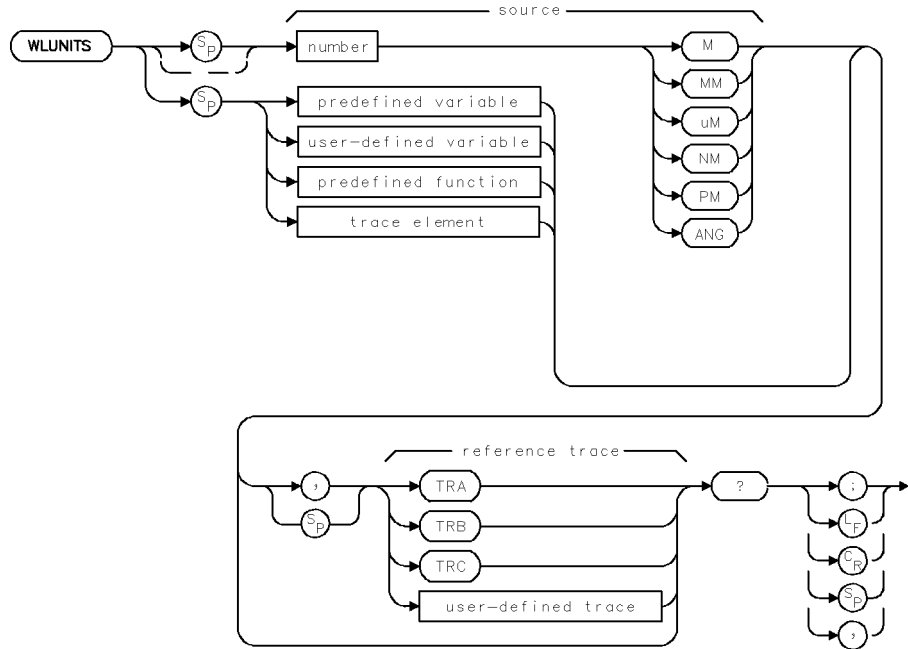 source
WLUNITS
SP
number
M
MM
uM
NM
PM
ANG
SP
predefined variable
user-defined variable
predefined function
trace element
reference trace
,
SP
TRA
TRB
TRC
user-defined trace
?
;
LF
CR
SP
,